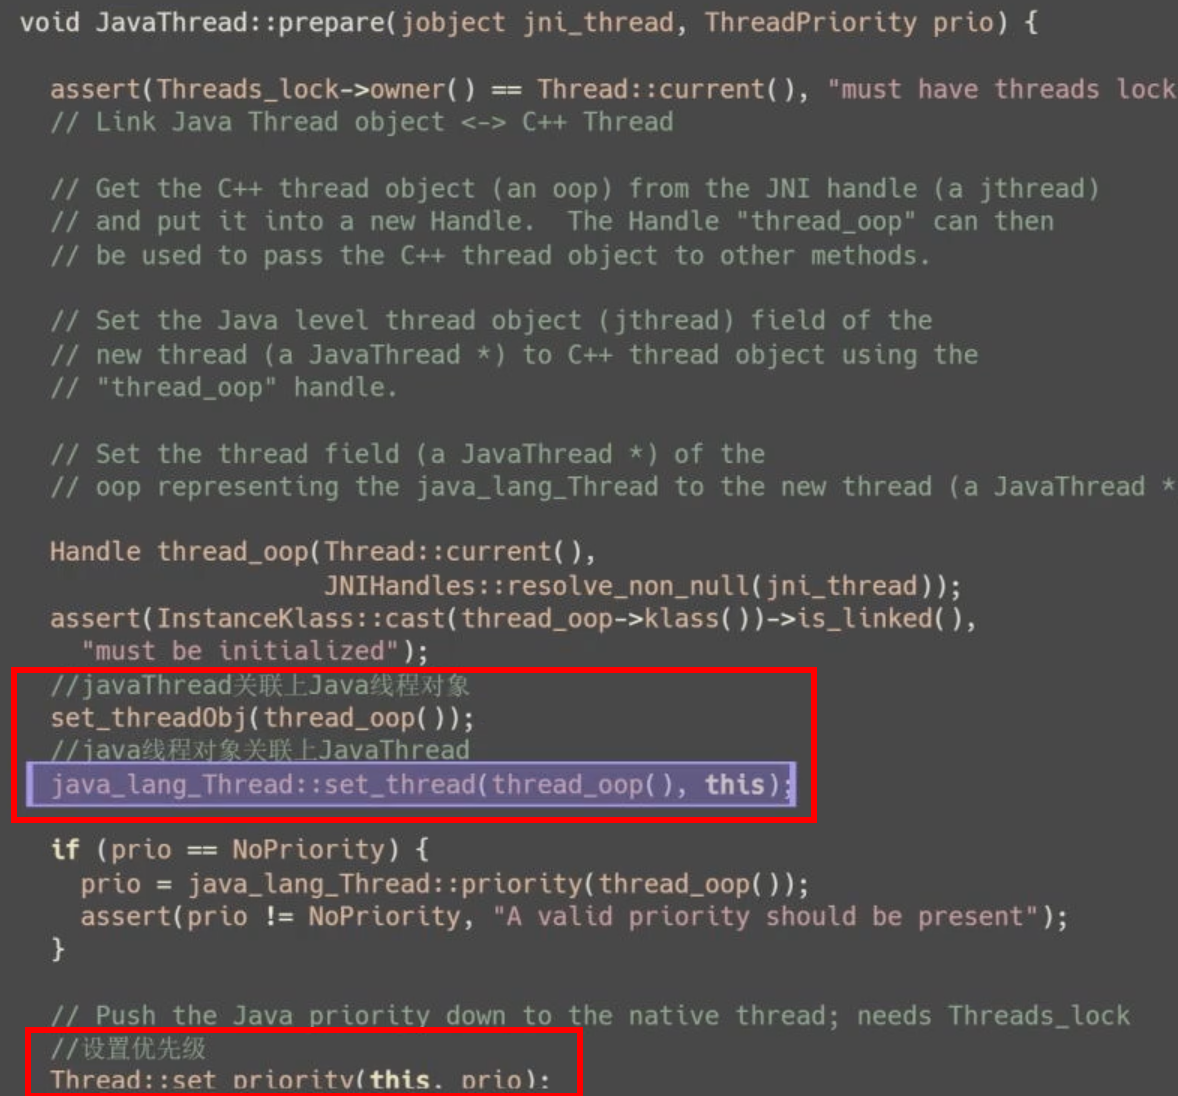 void JavaThread::prepare(jobject jni_thread, ThreadPriority prio) {
assert(Threads_lock->owner() == Thread::current(), "must have threads lock
// Link Java Thread object <-> C++ Thread
// Get the C++ thread object (an oop) from the JNI handle (a jthread)
// and put it into a new Handle.  The Handle "thread_oop" can then
// be used to pass the C++ thread object to other methods.
// Set the Java level thread object (jthread) field of the
// new thread (a JavaThread *) to C++ thread object using the
// "thread_oop" handle.
// Set the thread field (a JavaThread *) of the
// oop representing the java_lang_Thread to the new thread (a JavaThread *
Handle thread_oop(Thread::current(),
JNIHandles::resolve_non_null(jni_thread));
assert(InstanceKlass::cast(thread_oop->klass())->is_linked(),
"must be initialized");
//javaThread关联上Java线程对象
set_threadObj(thread_oop());
//java线程对象关联上JavaThread
java_lang_Thread::set_thread(thread_oop(), this);
if (prio == NoPriority) {
prio = java_lang_Thread::priority(thread_oop());
assert(prio != NoPriority, "A valid priority should be present");
}
// Push the Java priority down to the native thread; needs Threads_lock
//设置优先级
Thread::set_priority(this, prio);